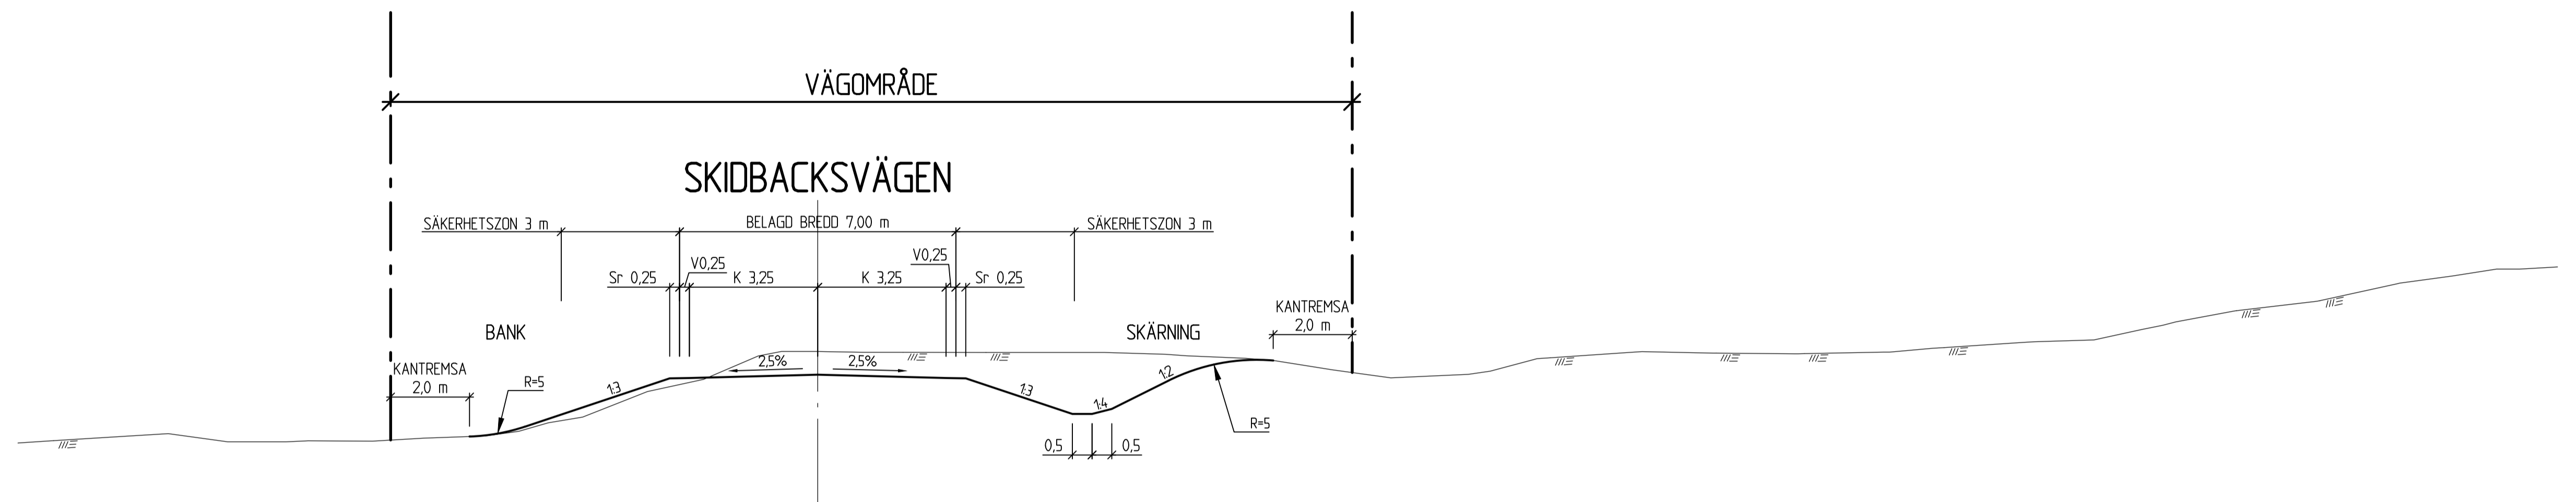 VÄGOMRÅDE
SKIDBACKSVÄGEN
SÄKERHETSZON 3 m
BELAGD BREDD 7,00 m
SÄKERHETSZON 3 m
V0,25
V0,25
Sr 0,25
K 3,25
K 3,25
Sr 0,25
KANTREMSA
2,0 m
BANK
SKÄRNING
2,5%
2,5%
KANTREMSA
2,0 m
R=5
1:3
1:3
1:4
1:2
R=5
0,5
0,5